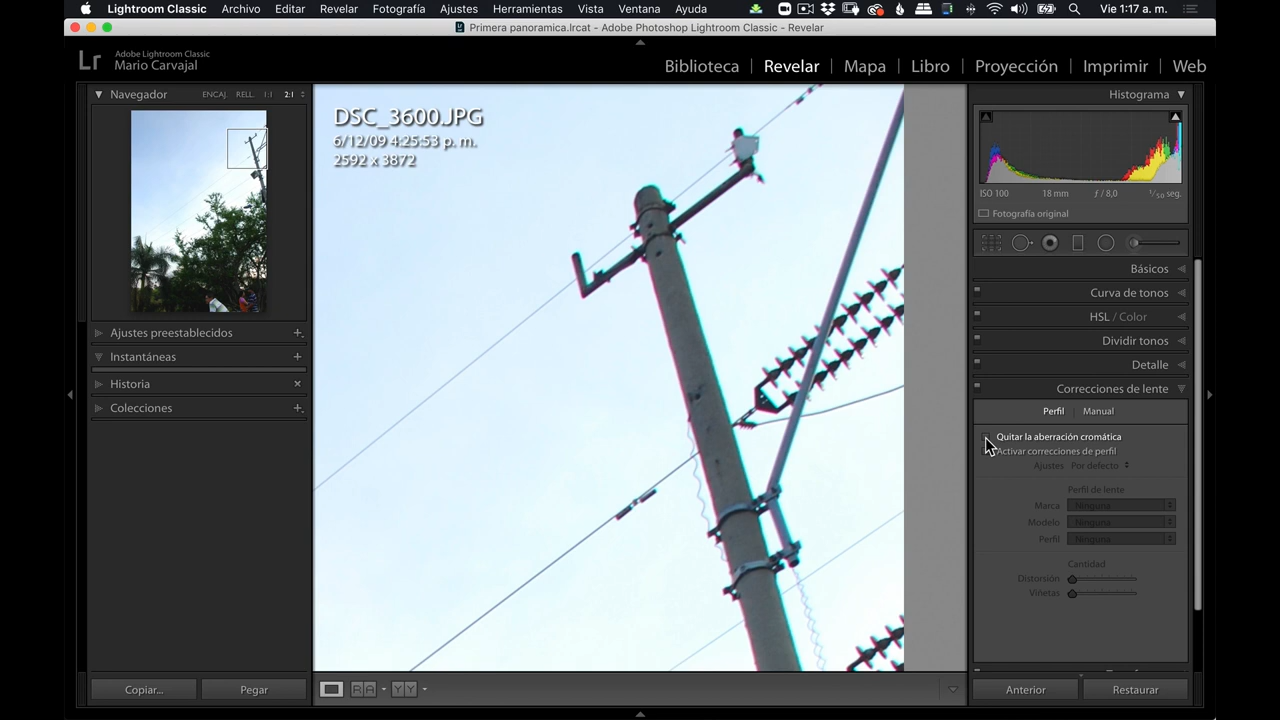 Lightroom Classic Archivo Editar Revelar Fotografía Ajustes Herramientas Vista Ventana Ayuda Vie 1:17 a. m.
Primera panoramica.lrcat - Adobe Photoshop Lightroom Classic - Revelar
Lr Adobe Lightroom Classic
Mario Carvajal
Biblioteca | Revelar | Mapa | Libro | Proyección | Imprimir | Web
Navegador ENCAJ. RELL. 1:1 2:1
Histograma
DSC_3600.JPG
6/12/09 4:25:53 p. m.
2592 x 3872
ISO 100 18 mm ƒ / 8,0 1/50 seg.
Fotografía original
Básicos
Curva de tonos
HSL / Color
Dividir tonos
Detalle
Correcciones de lente
Ajustes preestablecidos
Instantáneas
Historia
Colecciones
Perfil | Manual
Quitar la aberración cromática
Activar correcciones de perfil
Ajustes Por defecto
Perfil de lente
Marca Ninguna
Modelo Ninguna
Perfil Ninguna
Cantidad
Distorsión
Viñetas
Copiar... Pegar
R A Y Y
Anterior Restaurar